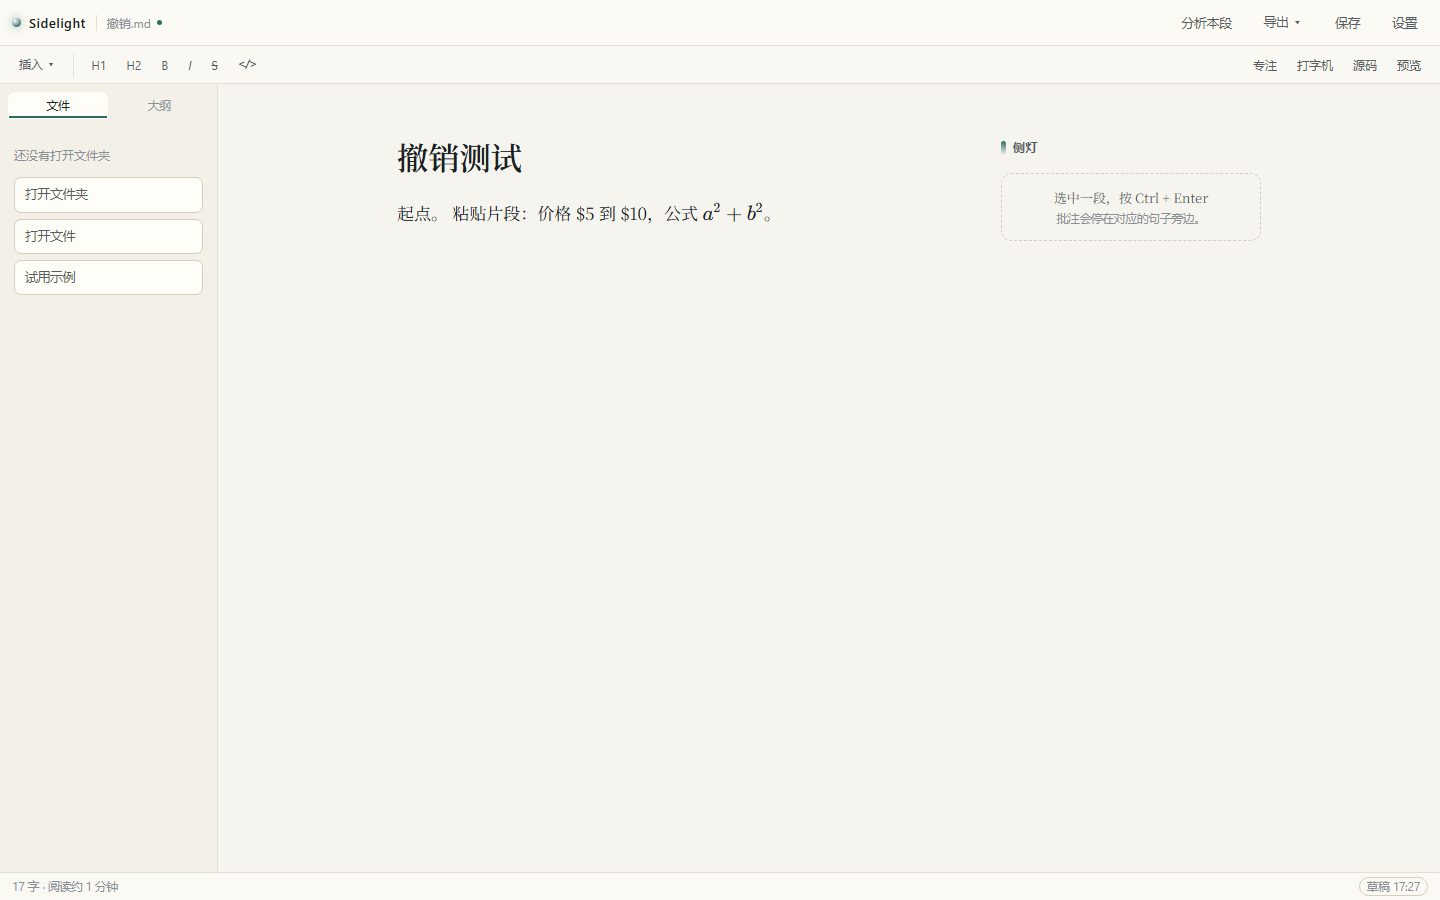 Sidelight 撤销.md
分析本段 导出 保存 设置
插入 H1 H2 B I S </>
专注 打字机 源码 预览
文件 大纲
还没有打开文件夹
打开文件夹
打开文件
试用示例
撤销测试
起点。 粘贴片段：价格 $5 到 $10，公式 a² + b²。
侧灯
选中一段，按 Ctrl + Enter
批注会停在对应的句子旁边。
17 字 · 阅读约 1 分钟
草稿 17:27